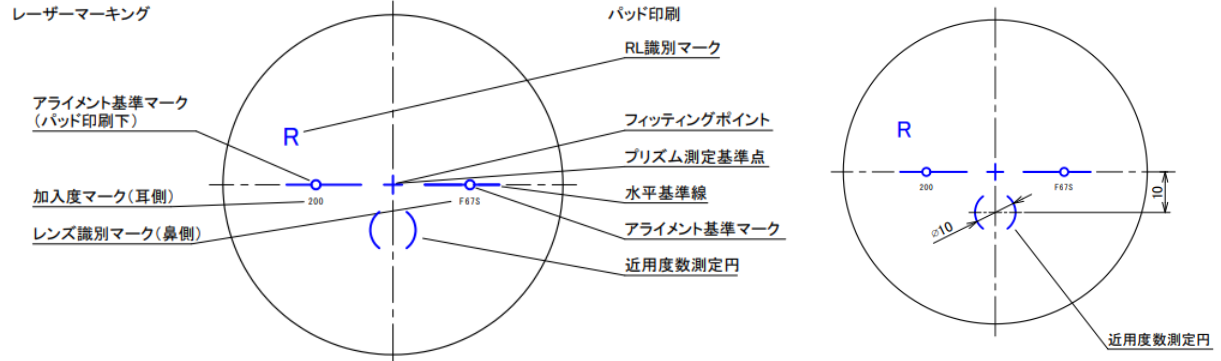 レーザーマーキング
パッド印刷
RL識別マーク
アライメント基準マーク
(パッド印刷下)
R
フィッティングポイント
プリズム測定基準点
加入度マーク(耳側)
200
F67S
水平基準線
レンズ識別マーク(鼻側)
アライメント基準マーク
近用度数測定円
R
200
F67S
10
⌀10
近用度数測定円